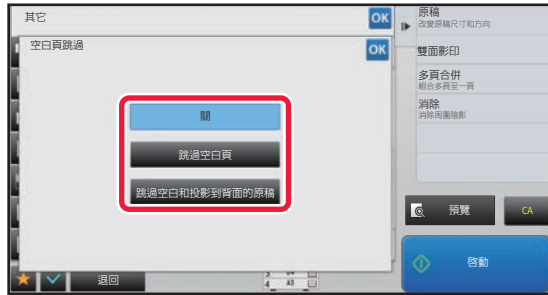 其它
OK
空白頁跳過
OK
關
跳過空白頁
跳過空白和投影到背面的原稿
退回
4 A3
原稿
改變原稿尺寸和方向
雙面影印
多頁合併
組合多頁至一頁
消除
消除周圍陰影
預覽
CA
啓動